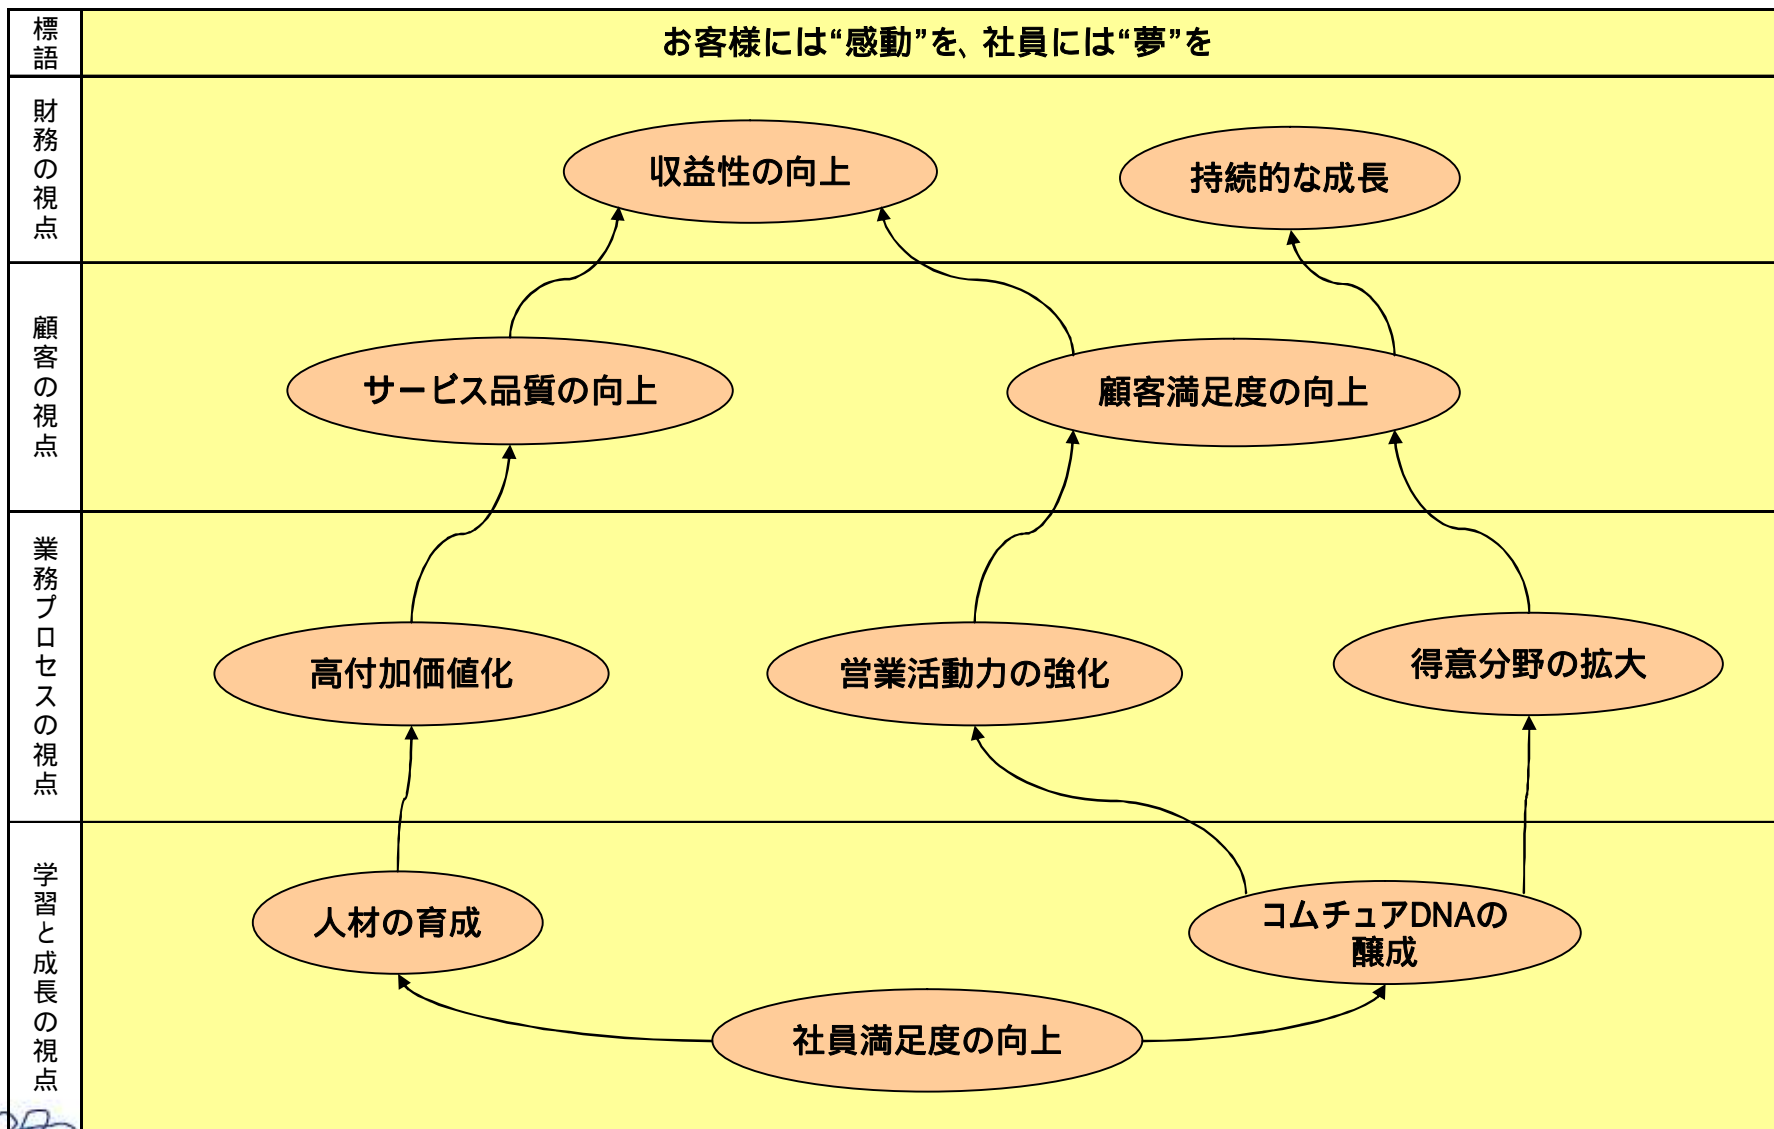 標語
お客様には“感動”を、社員には“夢”を
財務の視点
収益性の向上
持続的な成長
顧客の視点
サービス品質の向上
顧客満足度の向上
業務プロセスの視点
高付加価値化
営業活動力の強化
得意分野の拡大
学習と成長の視点
人材の育成
コムチュアDNAの
醸成
社員満足度の向上